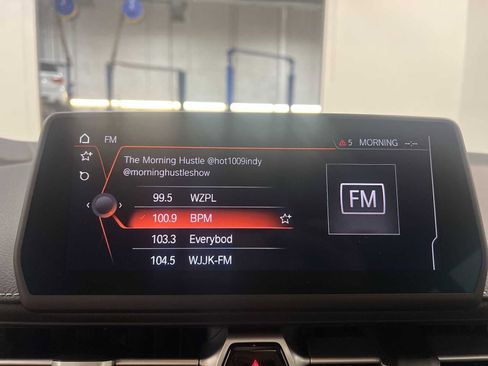 FM
5 MORNING --:--
The Morning Hustle @hot1009indy
@morninghustleshow
99.5 WZPL
100.9 BPM
103.3 Everybod
104.5 WJJK-FM
FM